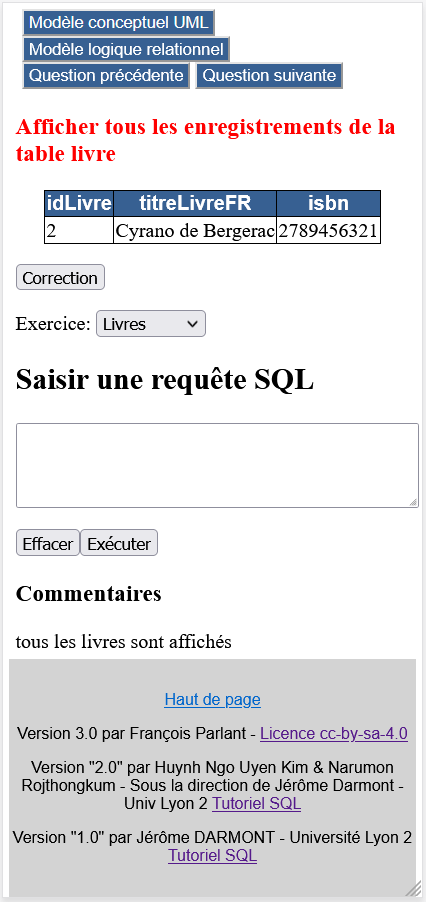 Modèle conceptuel UML
Modèle logique relationnel
Question précédente Question suivante
Afficher tous les enregistrements de la
table livre
idLivre titreLivreFR isbn
2 Cyrano de Bergerac 2789456321
Correction
Exercice: Livres
Saisir une requête SQL
Effacer Exécuter
Commentaires
tous les livres sont affichés
Haut de page
Version 3.0 par François Parlant - Licence cc-by-sa-4.0
Version "2.0" par Huynh Ngo Uyen Kim & Narumon
Rojthongkum - Sous la direction de Jérôme Darmont -
Univ Lyon 2 Tutoriel SQL
Version "1.0" par Jérôme DARMONT - Université Lyon 2
Tutoriel SQL